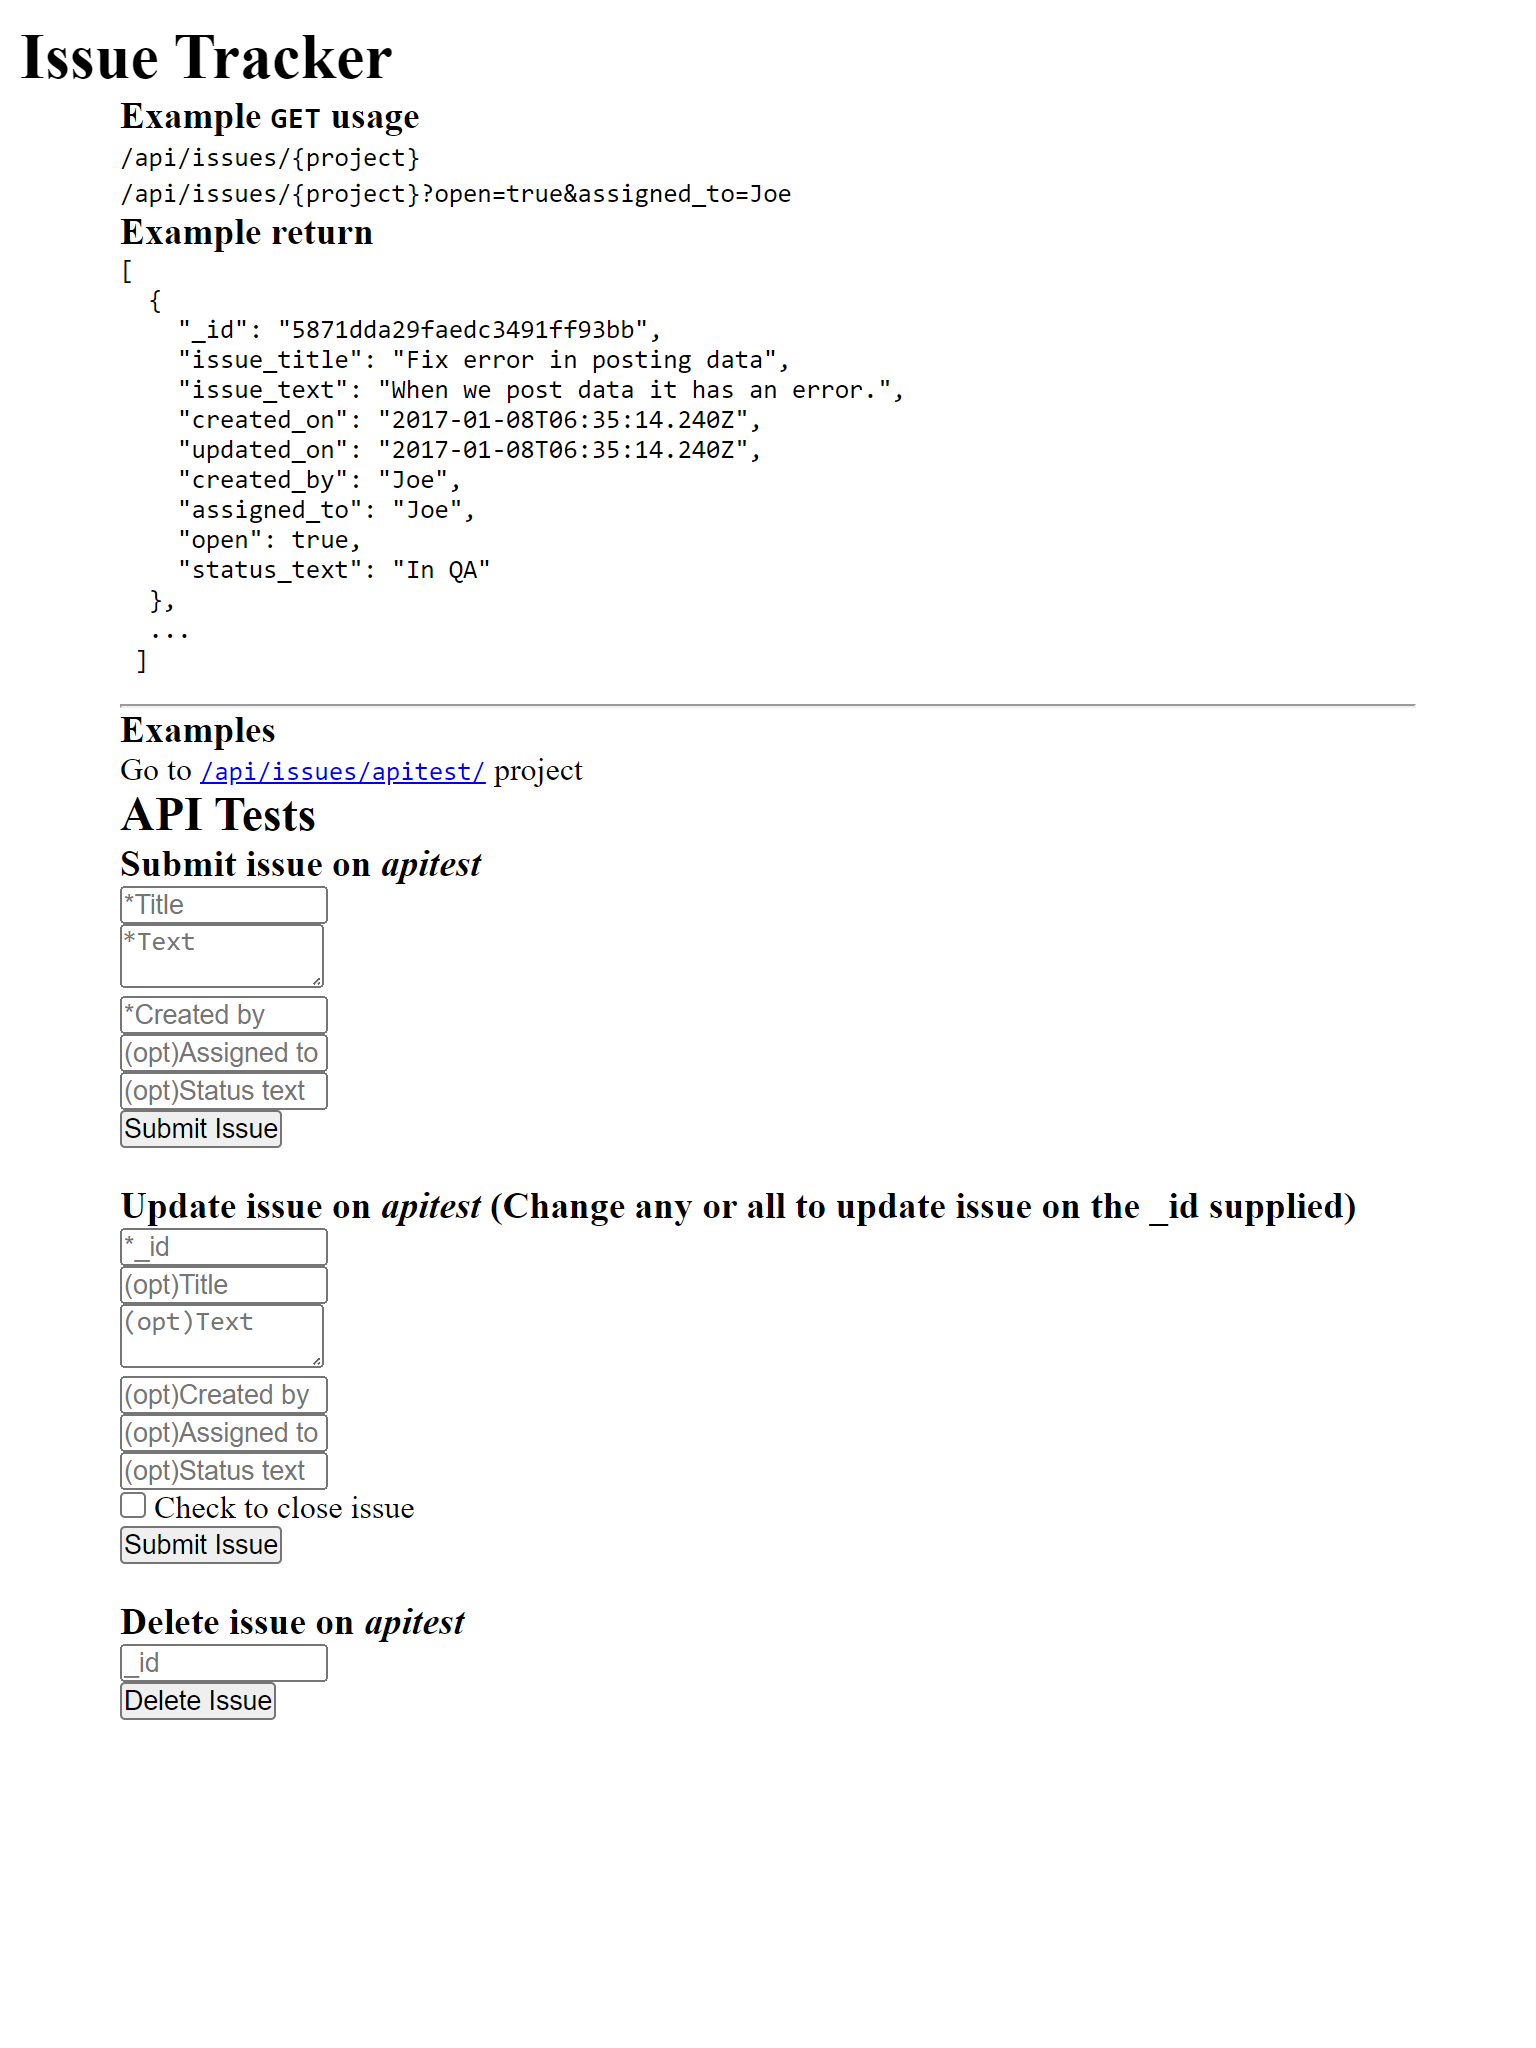 Issue Tracker
Example GET usage
/api/issues/{project}
/api/issues/{project}?open=true&assigned_to=Joe
Example return
[
  {
    "_id": "5871dda29faedc3491ff93bb",
    "issue_title": "Fix error in posting data",
    "issue_text": "When we post data it has an error.",
    "created_on": "2017-01-08T06:35:14.240Z",
    "updated_on": "2017-01-08T06:35:14.240Z",
    "created_by": "Joe",
    "assigned_to": "Joe",
    "open": true,
    "status_text": "In QA"
  },
  ...
 ]
Examples
Go to /api/issues/apitest/ project
API Tests
Submit issue on apitest
*Title
*Text
*Created by
(opt)Assigned to
(opt)Status text
Submit Issue
Update issue on apitest (Change any or all to update issue on the _id supplied)
*_id
(opt)Title
(opt)Text
(opt)Created by
(opt)Assigned to
(opt)Status text
Check to close issue
Submit Issue
Delete issue on apitest
_id
Delete Issue